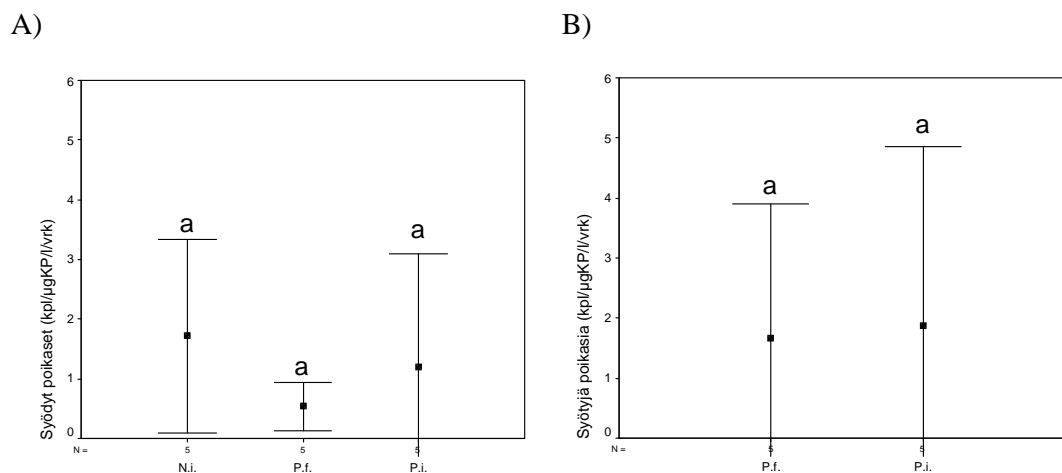 A)
B)
Syödyt poikaset (kpl/µgKP/l/vrk)
6
5
4
3
2
1
0
a
a
a
N =
5
5
5
N.i.
P.f.
P.i.
Syötyjä poikasia (kpl/µgKP/l/vrk)
6
5
4
3
2
1
0
a
a
N =
5
5
P.f.
P.i.